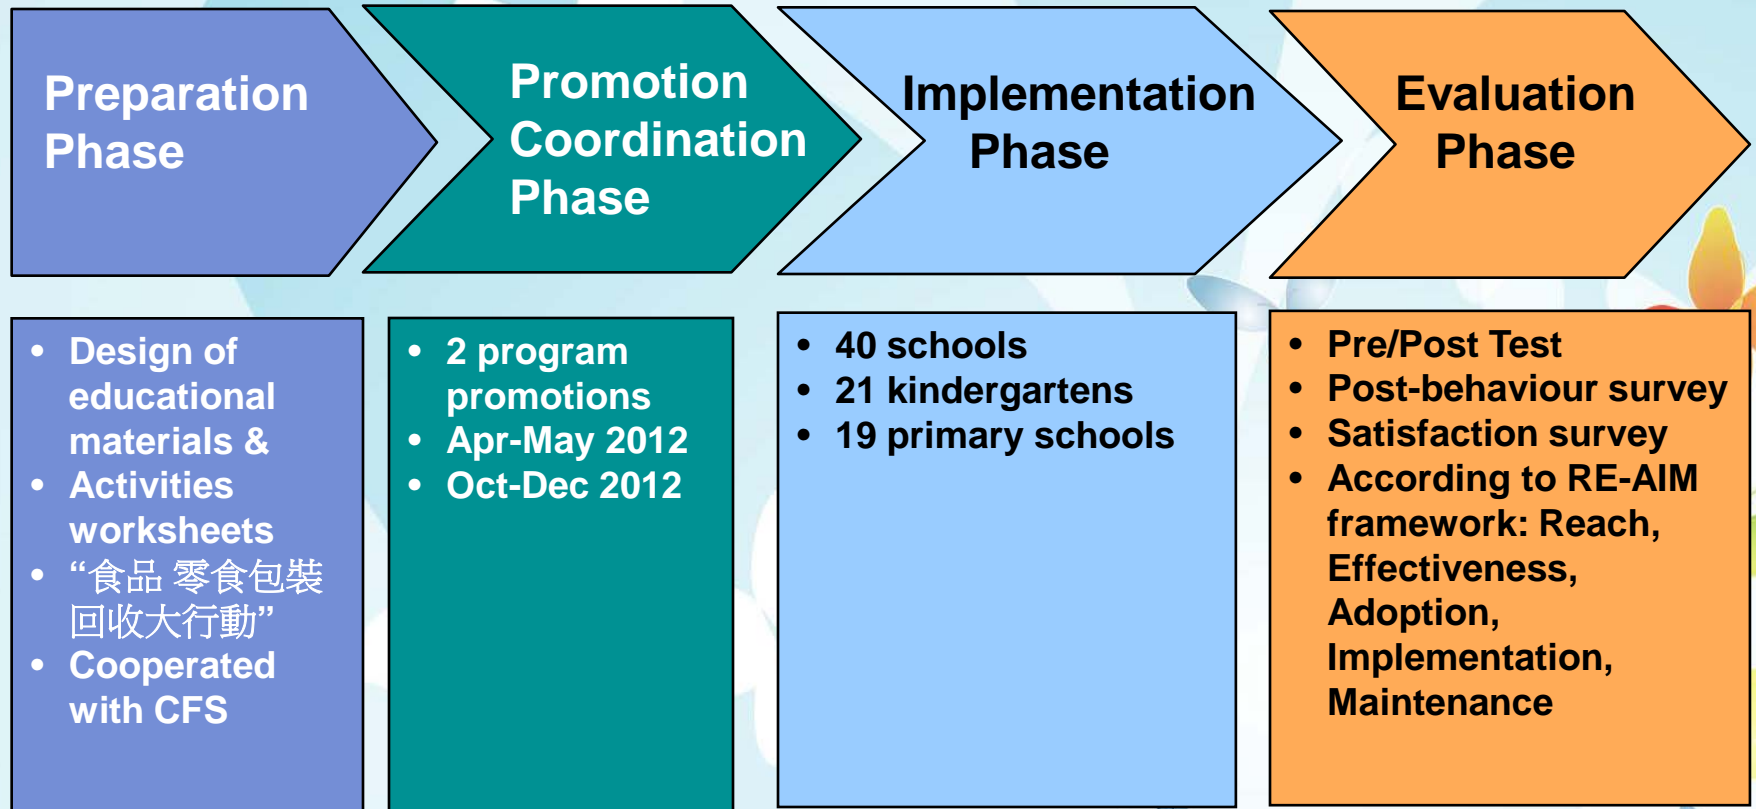 Preparation
Phase
Promotion
Coordination
Phase
Implementation
Phase
Evaluation
Phase
• Design of
educational
materials &
• Activities
worksheets
• “食品 零食包裝
回收大行動”
• Cooperated
with CFS
• 2 program
promotions
• Apr-May 2012
• Oct-Dec 2012
• 40 schools
• 21 kindergartens
• 19 primary schools
• Pre/Post Test
• Post-behaviour survey
• Satisfaction survey
• According to RE-AIM
framework: Reach,
Effectiveness,
Adoption,
Implementation,
Maintenance